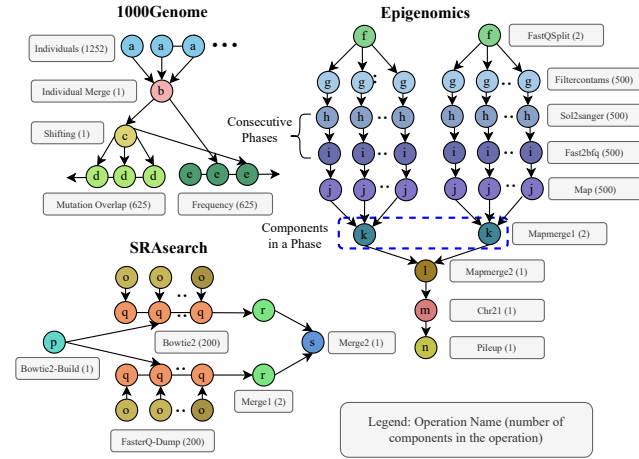 1000Genome
Individuals (1252)
a a a
Individual Merge (1)
b
Shifting (1)
c
d d d
e e e
Mutation Overlap (625)
Frequency (625)
Epigenomics
f f
FastQSplit (2)
g g g g g g
Filtercontams (500)
Consecutive
Phases
h h h h h h
Sol2sanger (500)
i i i i i i
Fast2bfq (500)
j j j j j j
Map (500)
Components
in a Phase
k k
Mapmerge1 (2)
l
Mapmerge2 (1)
m
Chr21 (1)
n
Pileup (1)
SRAsearch
o o o
q q q
r
p
Bowtie2 (200)
s
Merge2 (1)
Bowtie2-Build (1)
q q q
r
Merge1 (2)
o o o
FasterQ-Dump (200)
Legend: Operation Name (number of
components in the operation)